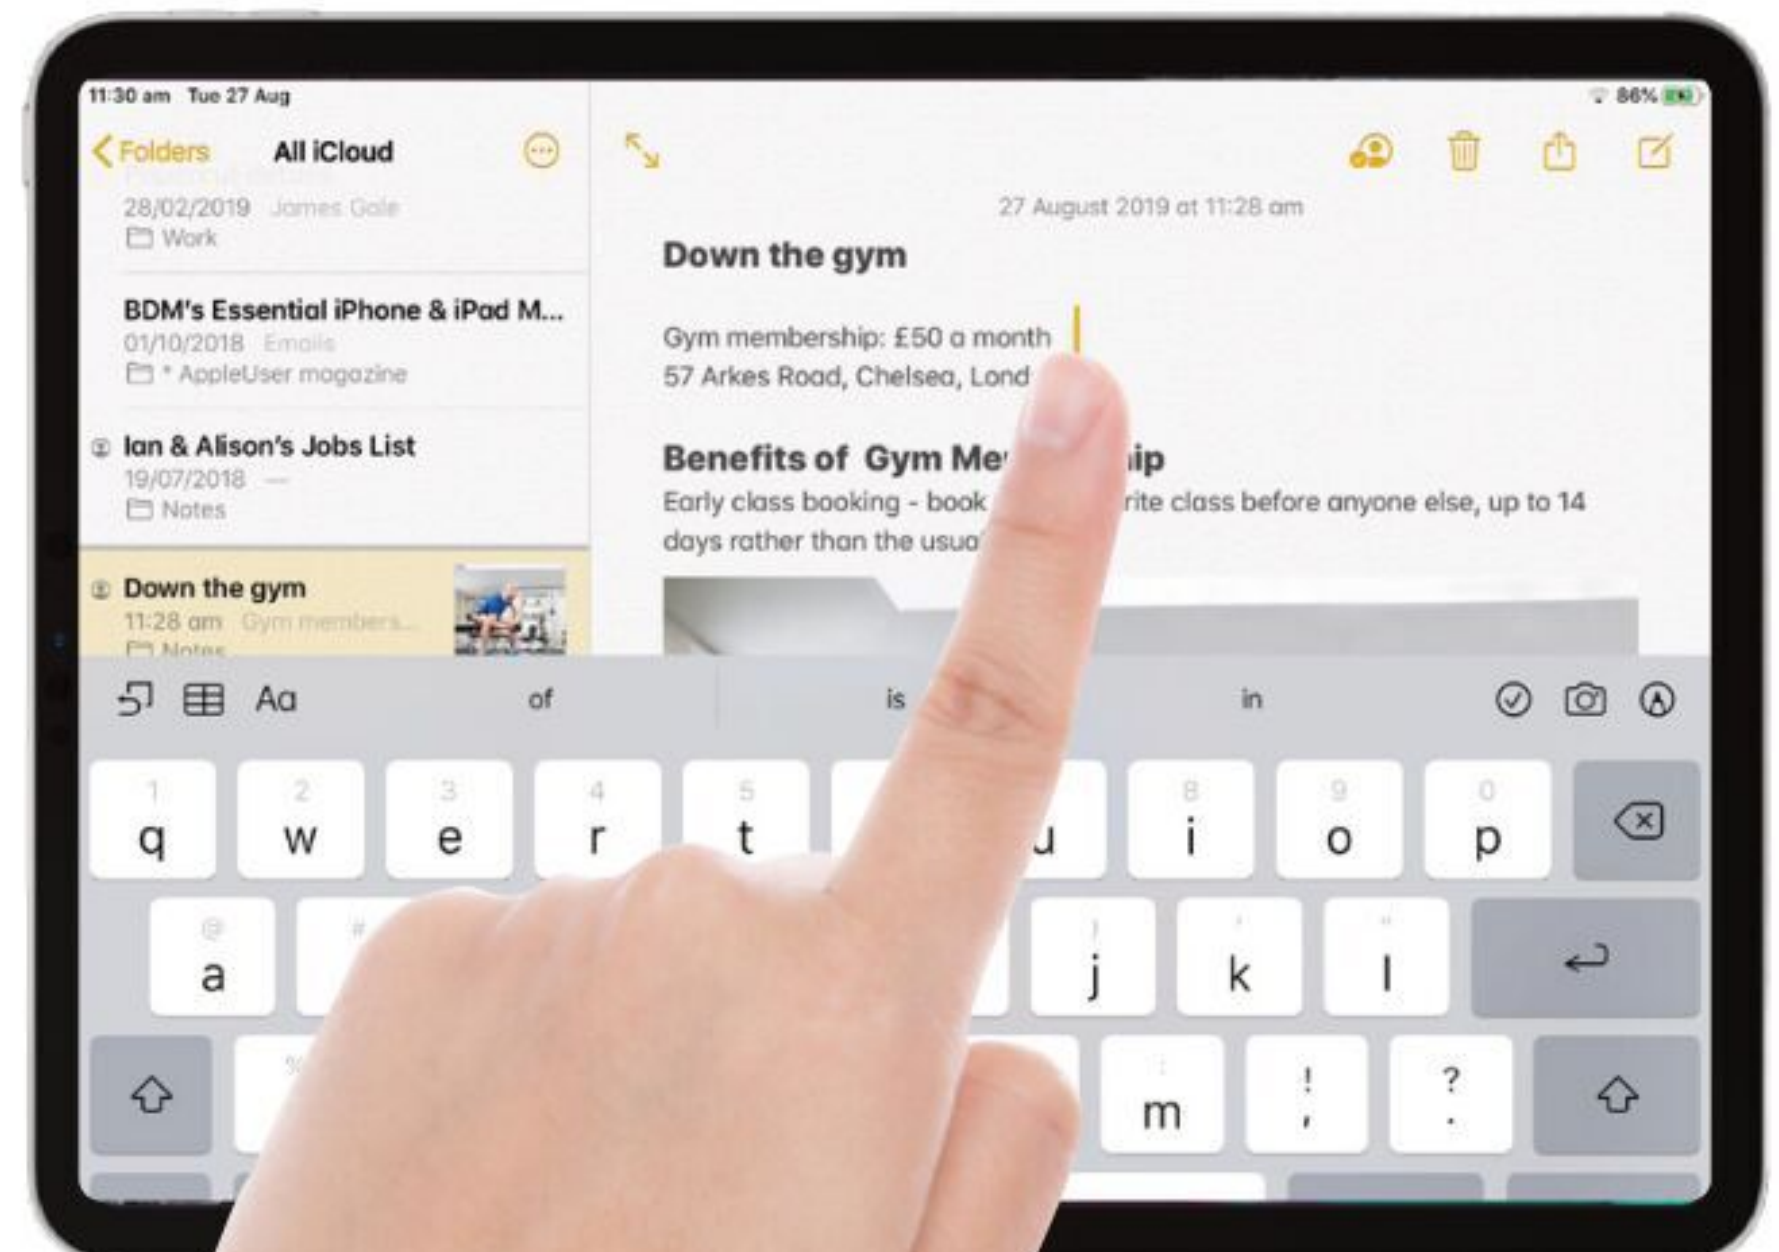 11:30 am Tue 27 Aug
86%
Folders
All iCloud
28/02/2019 James Gale
Work
BDM's Essential iPhone & iPad M...
01/10/2018 Emails
* AppleUser magazine
Ian & Alison's Jobs List
19/07/2018 —
Notes
Down the gym
11:28 am Gym members...
Notes
27 August 2019 at 11:28 am
Down the gym
Gym membership: £50 a month
57 Arkes Road, Chelsea, Lond
Benefits of Gym Me ip
Early class booking - book rite class before anyone else, up to 14
days rather than the usua
Aa of is in
1 2 3 4 5 8 9 0
q w e r t u i o p
@ # ) ' "
a j k l
% : ! ?
m , .